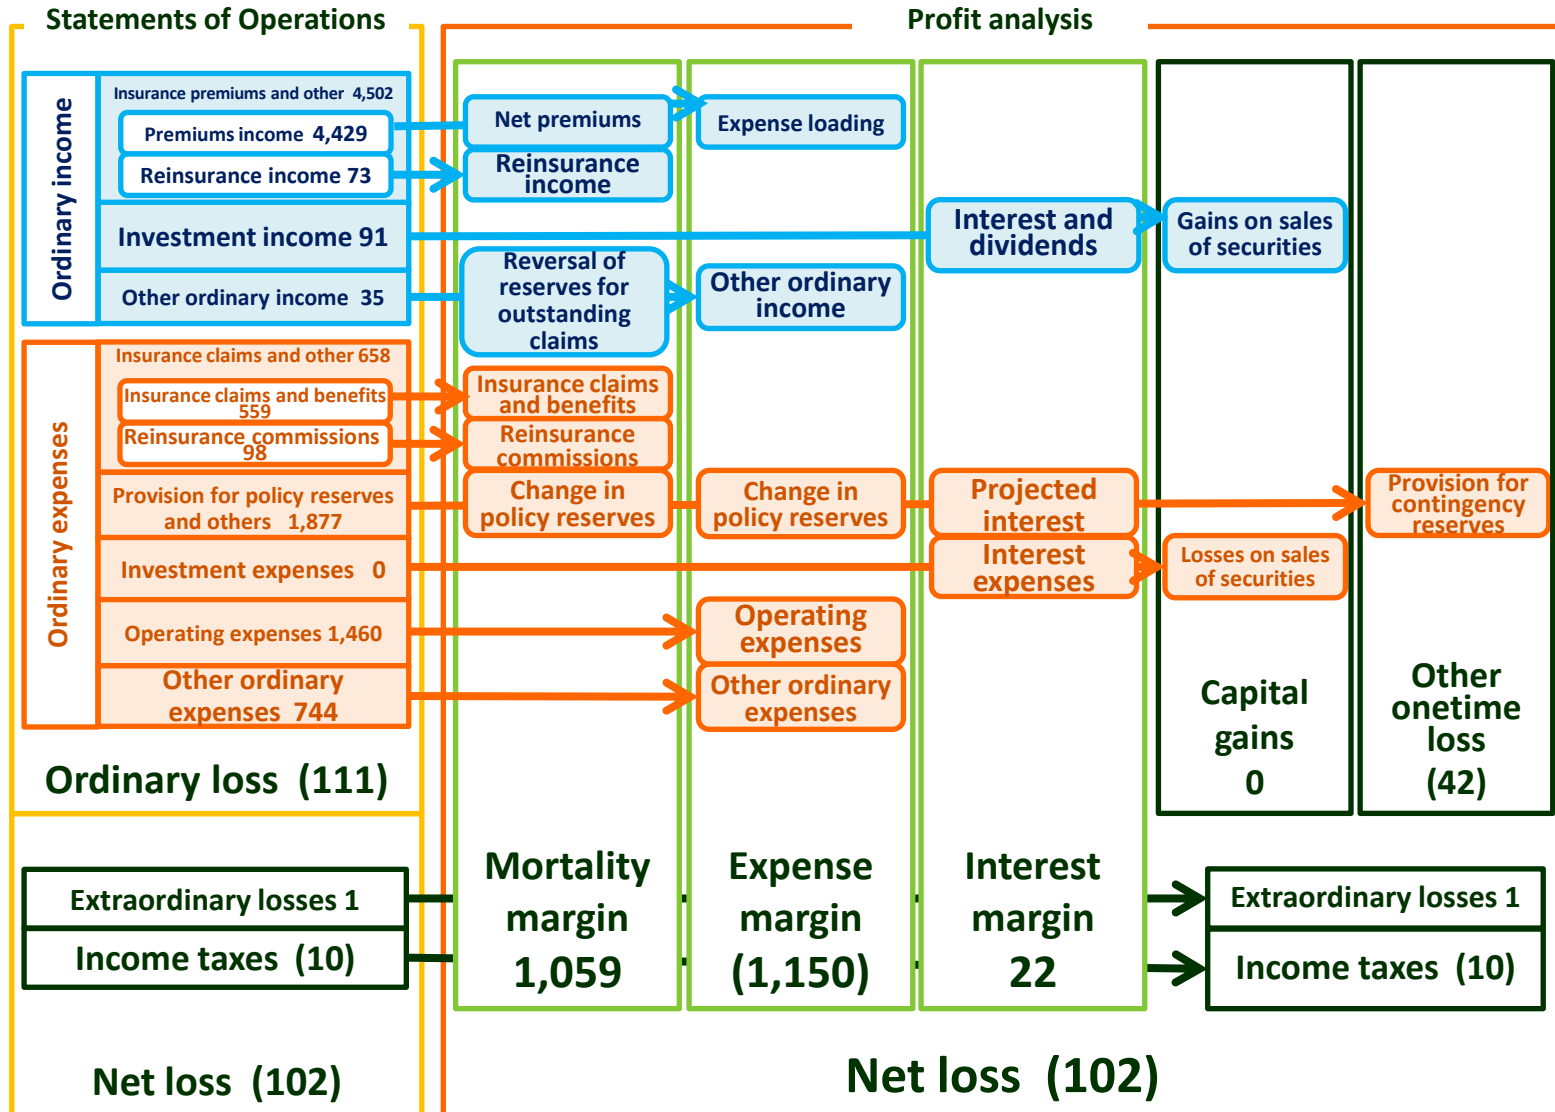 Statements of Operations
Profit analysis
Ordinary income
Insurance premiums and other 4,502
Premiums income 4,429
Reinsurance income 73
Investment income 91
Other ordinary income 35
Net premiums
Expense loading
Reinsurance
income
Interest and
dividends
Gains on sales
of securities
Reversal of
reserves for
outstanding
claims
Other ordinary
income
Ordinary expenses
Insurance claims and other 658
Insurance claims and benefits
559
Reinsurance commissions
98
Provision for policy reserves
and others 1,877
Investment expenses 0
Operating expenses 1,460
Other ordinary
expenses 744
Insurance claims
and benefits
Reinsurance
commissions
Change in
policy reserves
Change in
policy reserves
Projected
interest
Provision for
contingency
reserves
Interest
expenses
Losses on sales
of securities
Operating
expenses
Other ordinary
expenses
Capital
gains
0
Other
onetime
loss
(42)
Ordinary loss (111)
Mortality
margin
1,059
Expense
margin
(1,150)
Interest
margin
22
Extraordinary losses 1
Income taxes (10)
Extraordinary losses 1
Income taxes (10)
Net loss (102)
Net loss (102)